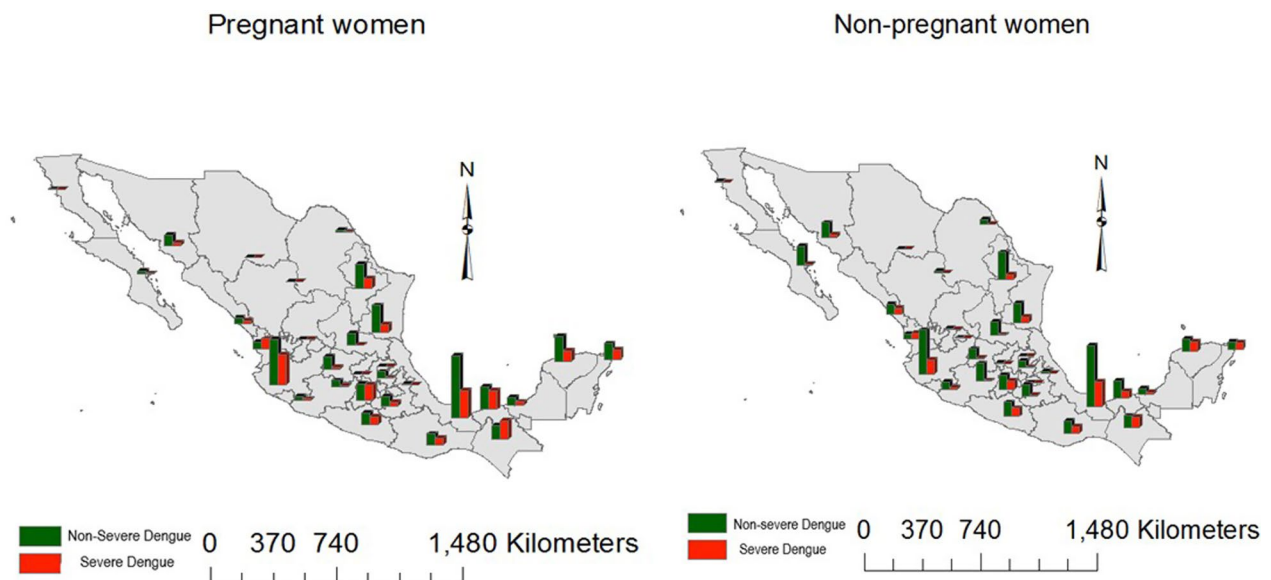 Pregnant women
Non-pregnant women
N
N
Non-Severe Dengue
Severe Dengue
0 370 740 1,480 Kilometers
Non-severe Dengue
Severe Dengue
0 370 740 1,480 Kilometers